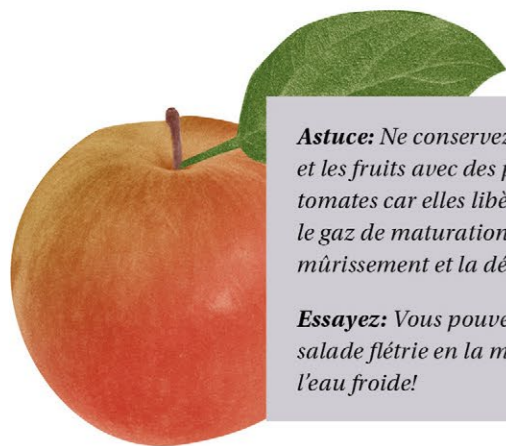 Astuce: Ne conservez
et les fruits avec des
tomates car elles libè
le gaz de maturation
mûrissement et la dé
Essayez: Vous pouve
salade flétrie en la m
l'eau froide!